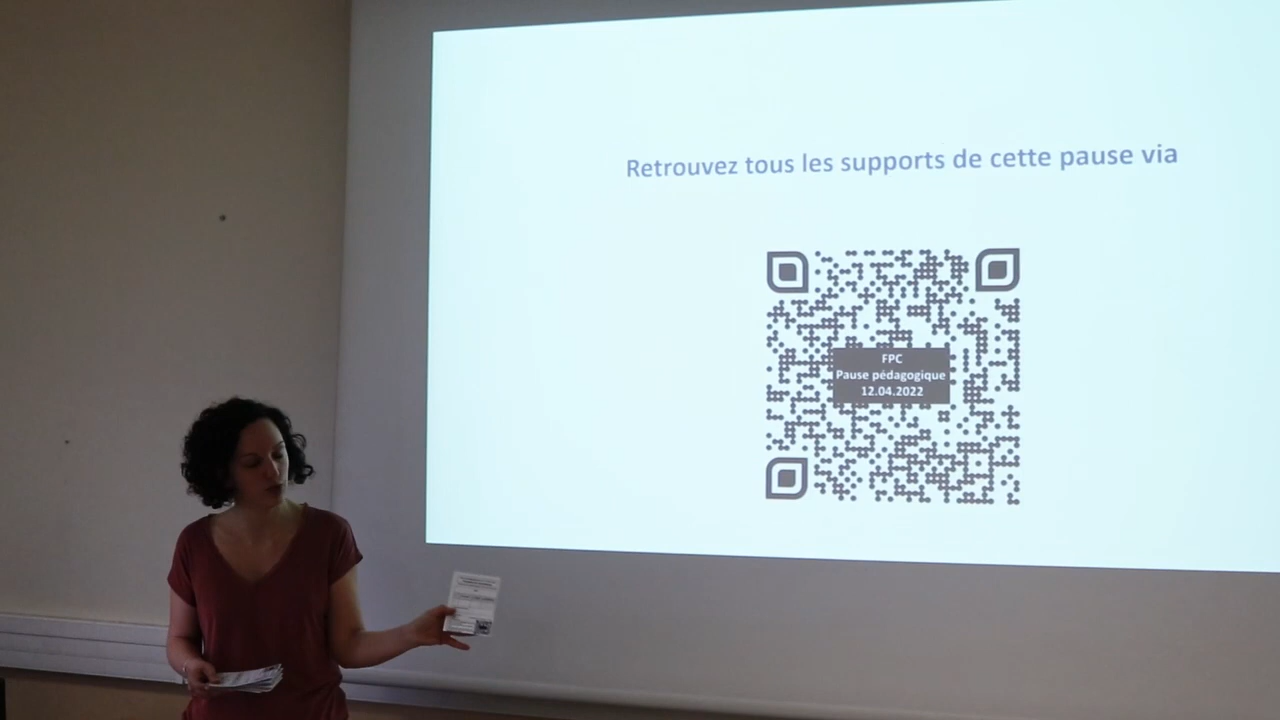 Retrouvez tous les supports de cette pause via
FPC
Pause pédagogique
12.04.2022